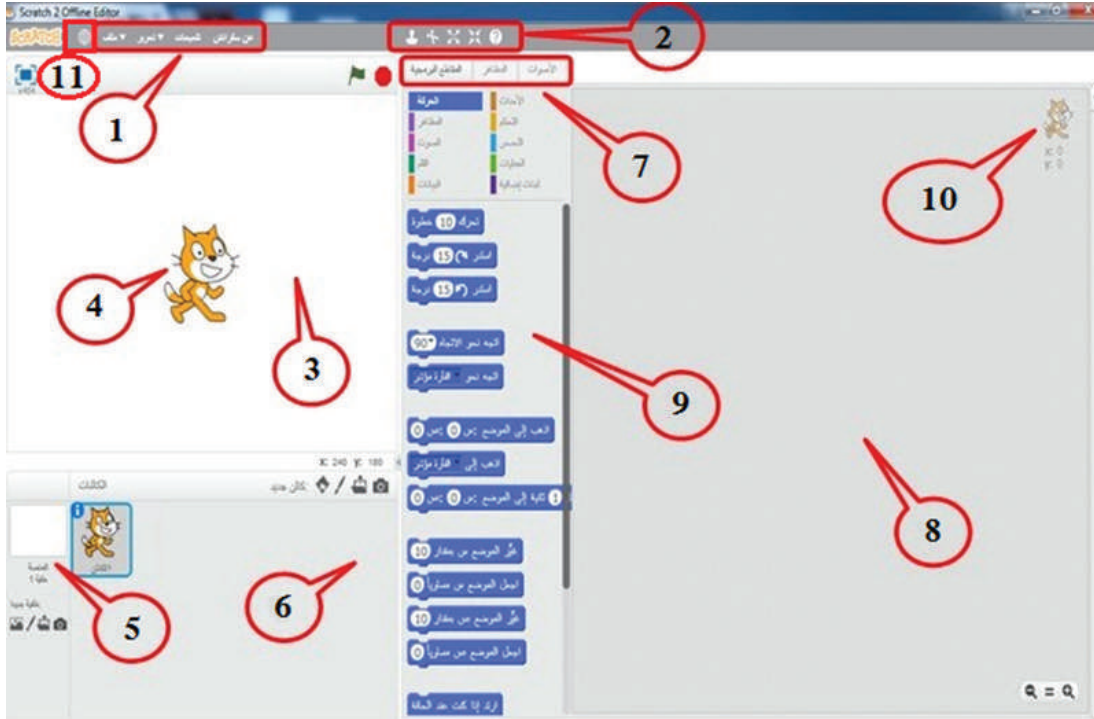 Scratch 2 Offline Editor
SCRATCH
ملف ▼ تحرير ▼ تلميحات عن سكراتش
11
1
2
المقاطع البرمجية المظاهر الأصوات
الحركة الأحداث
المظاهر التحكم
الصوت التحسس
القلم العمليات
البيانات لبنات إضافية
7
x: 0
y: 0
10
تحرك 10 خطوة
استدر 15 درجة
استدر 15 درجة
4
3
اتجه نحو الاتجاه 90
اتجه نحو مؤشر الفأرة
9
اذهب إلى الموضع س: 0 ص: 0
اذهب إلى مؤشر الفأرة
1 ثانية إلى الموضع س: 0 ص: 0
8
x: 240 y: 180
الكائنات
كائن جديد:
غيّر الموضع س بمقدار 10
اجعل الموضع س مساوياً 0
غيّر الموضع ص بمقدار 10
اجعل الموضع ص مساوياً 0
ارتد إذا كنت عند الحافة
المنصة
خلفية 1
الكائن1
خلفية جديدة:
5
6